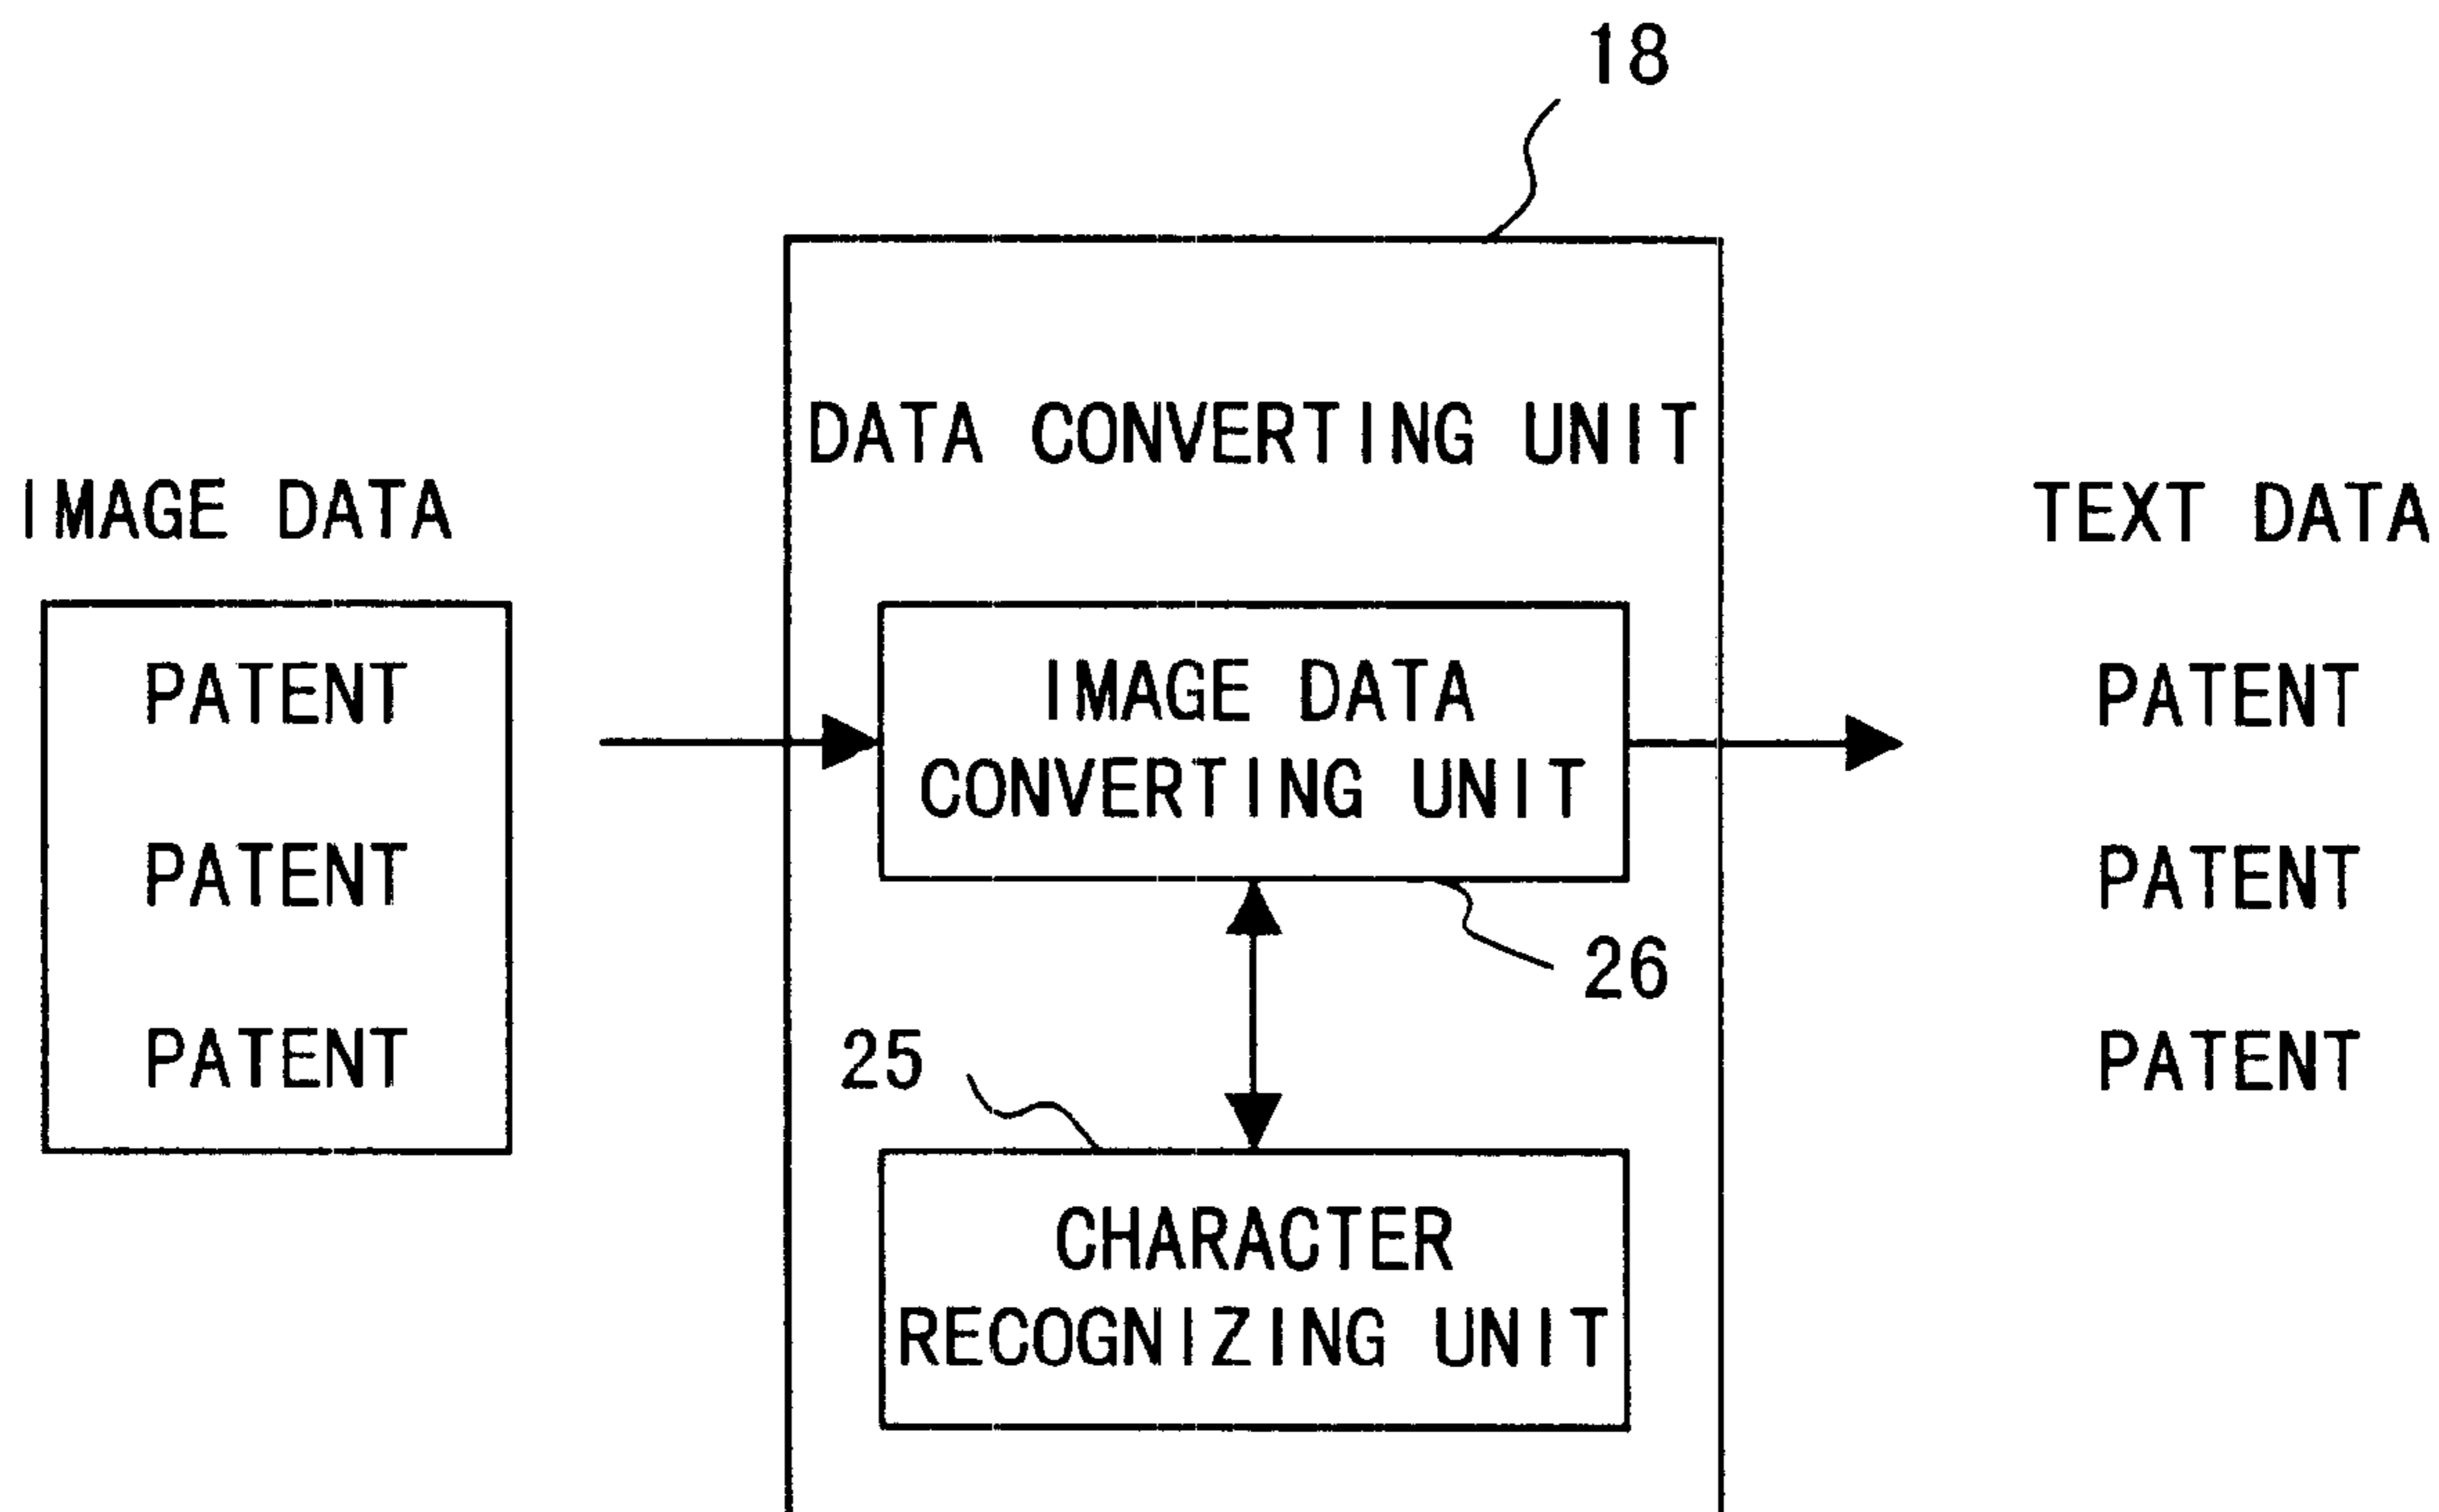 18
DATA CONVERTING UNIT
IMAGE DATA
TEXT DATA
PATENT
PATENT
PATENT
IMAGE DATA
CONVERTING UNIT
26
25
CHARACTER
RECOGNIZING UNIT
PATENT
PATENT
PATENT